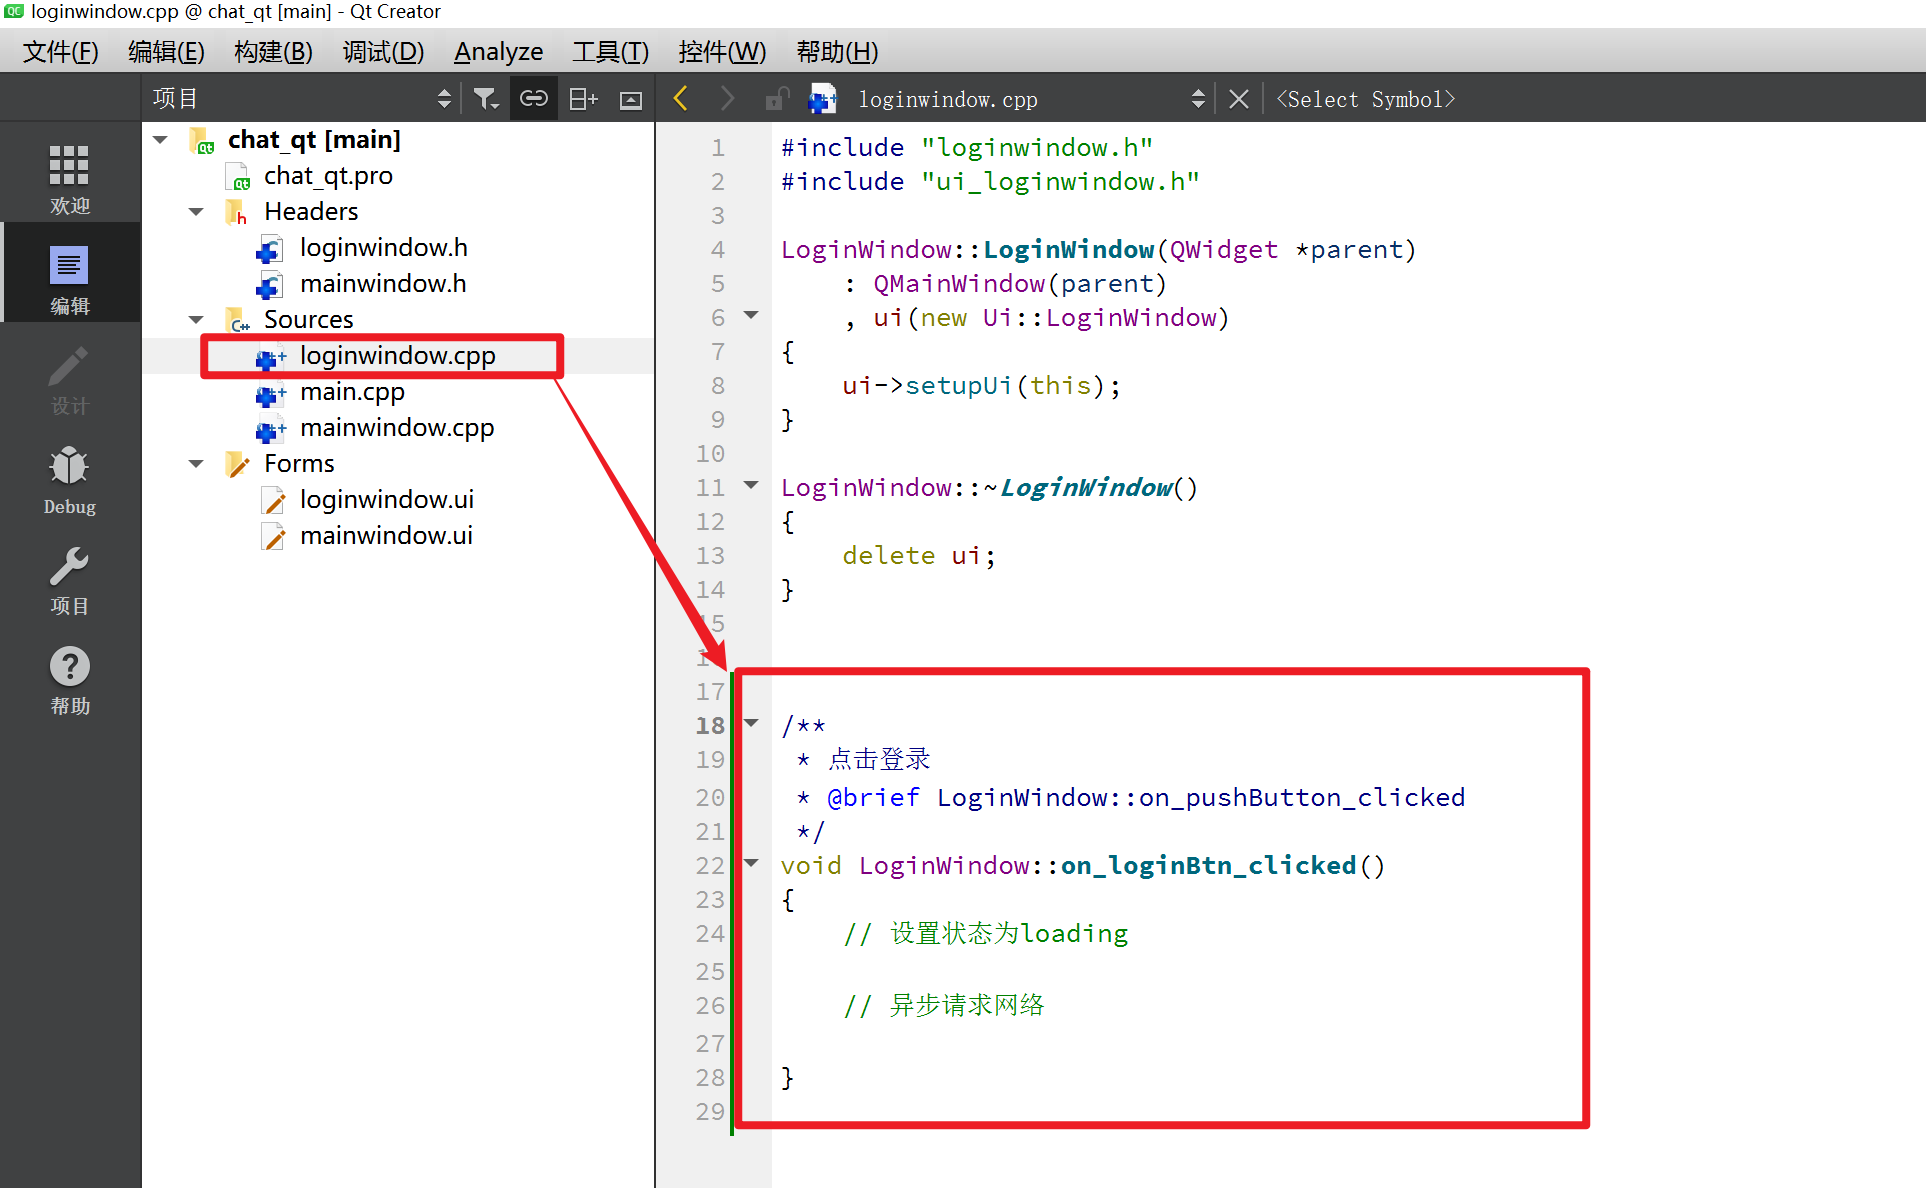 loginwindow.cpp @ chat_qt [main] - Qt Creator
文件(F) 编辑(E) 构建(B) 调试(D) Analyze 工具(T) 控件(W) 帮助(H)
项目
loginwindow.cpp
<Select Symbol>
欢迎
编辑
设计
Debug
项目
帮助
chat_qt [main]
chat_qt.pro
Headers
loginwindow.h
mainwindow.h
Sources
loginwindow.cpp
main.cpp
mainwindow.cpp
Forms
loginwindow.ui
mainwindow.ui
1 #include "loginwindow.h"
2 #include "ui_loginwindow.h"
3
4 LoginWindow::LoginWindow(QWidget *parent)
5     : QMainWindow(parent)
6     , ui(new Ui::LoginWindow)
7 {
8     ui->setupUi(this);
9 }
10
11 LoginWindow::~LoginWindow()
12 {
13     delete ui;
14 }
15
17
18 /**
19  * 点击登录
20  * @brief LoginWindow::on_pushButton_clicked
21  */
22 void LoginWindow::on_loginBtn_clicked()
23 {
24     // 设置状态为loading
25
26     // 异步请求网络
27
28 }
29